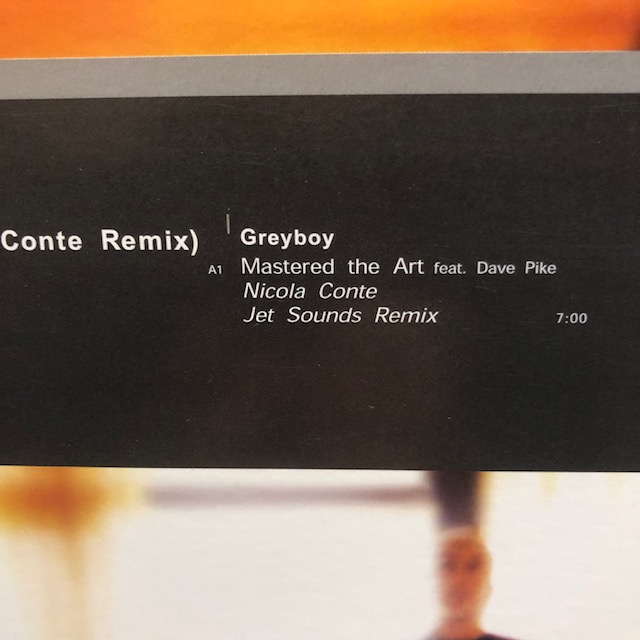 Conte Remix)
Greyboy
A1 Mastered the Art feat. Dave Pike
Nicola Conte
Jet Sounds Remix 7:00